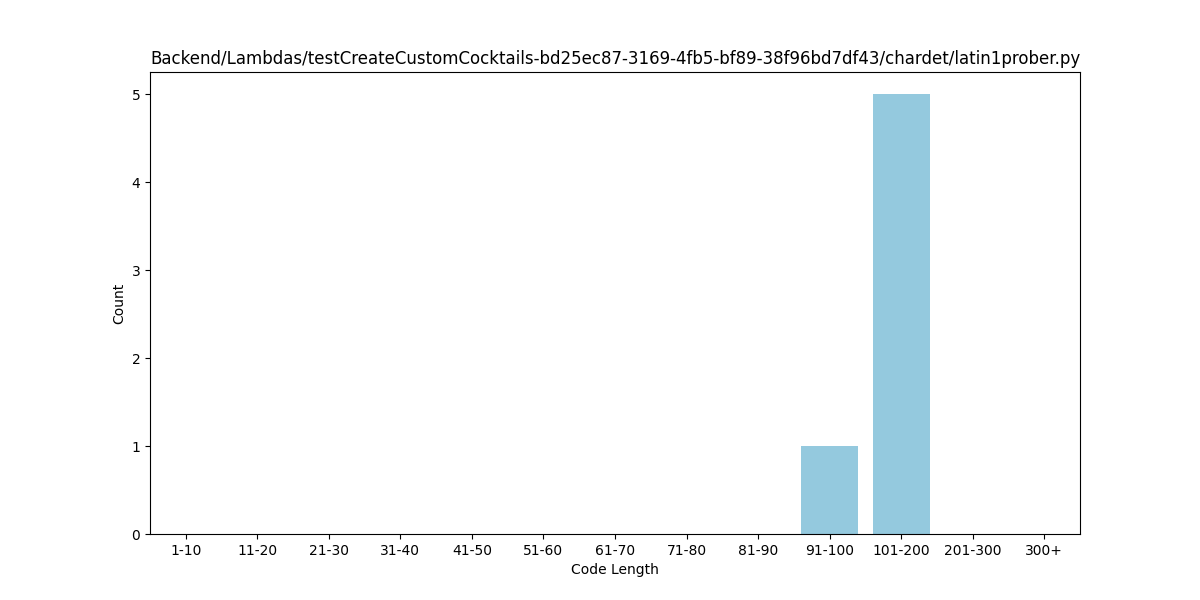 Backend/Lambdas/testCreateCustomCocktails-bd25ec87-3169-4fb5-bf89-38f96bd7df43/chardet/latin1prober.py
5
4
3
2
1
0
Count
1-10 11-20 21-30 31-40 41-50 51-60 61-70 71-80 81-90 91-100 101-200 201-300 300+
Code Length